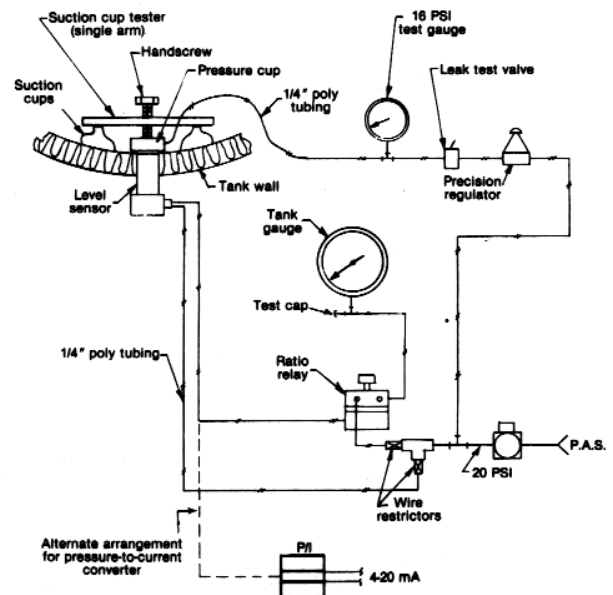 Suction cup tester
(single arm)
Handscrew
Pressure cup
Suction
cups
1/4" poly
tubing
16 PSI
test gauge
Leak test valve
Precision
regulator
Tank wall
Level
sensor
Tank
gauge
Test cap
1/4" poly tubing
Ratio
relay
P.A.S.
20 PSI
Wire
restrictors
Alternate arrangement
for pressure-to-current
converter
P/I
4-20 mA